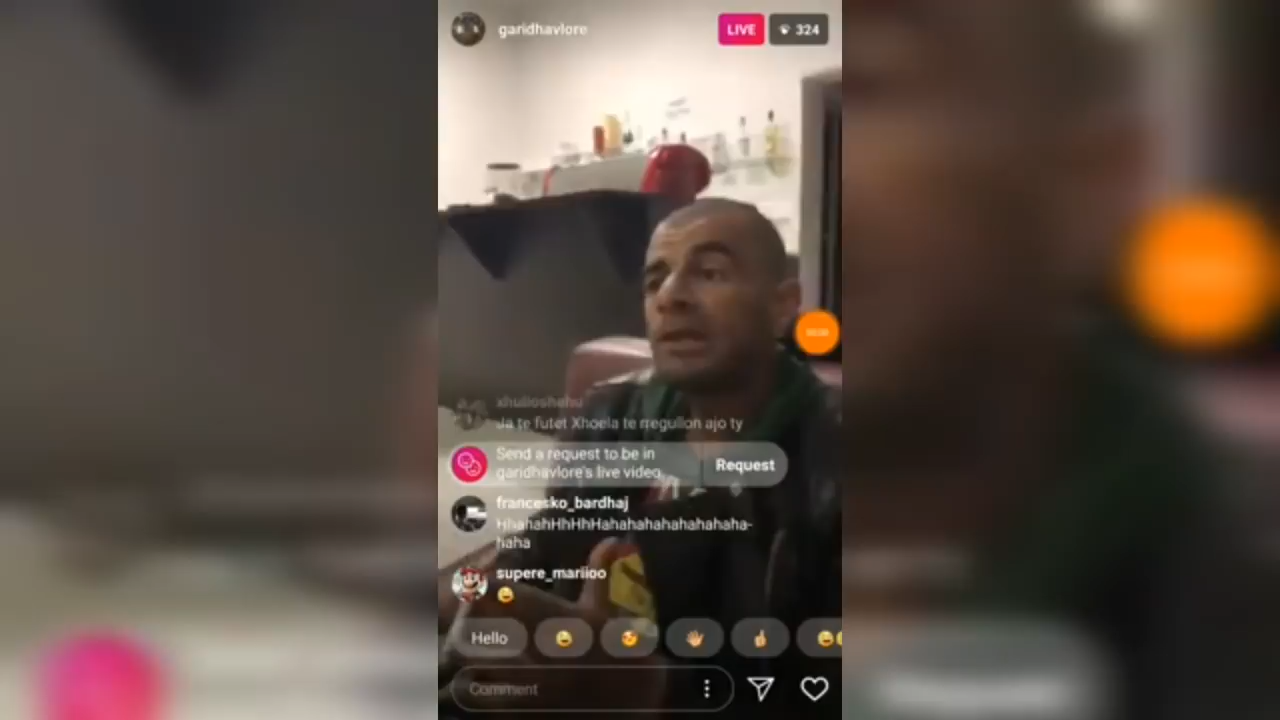 garidhavlore
LIVE
324
xhulioshehu
Ja te futet Xhoela te rregullon ajo ty
Send a request to be in
garidhavlore's live video.
Request
francesko_bardhaj
HhahahHhHhHahahahahahahaha-
haha
supere_mariioo
Hello
Comment